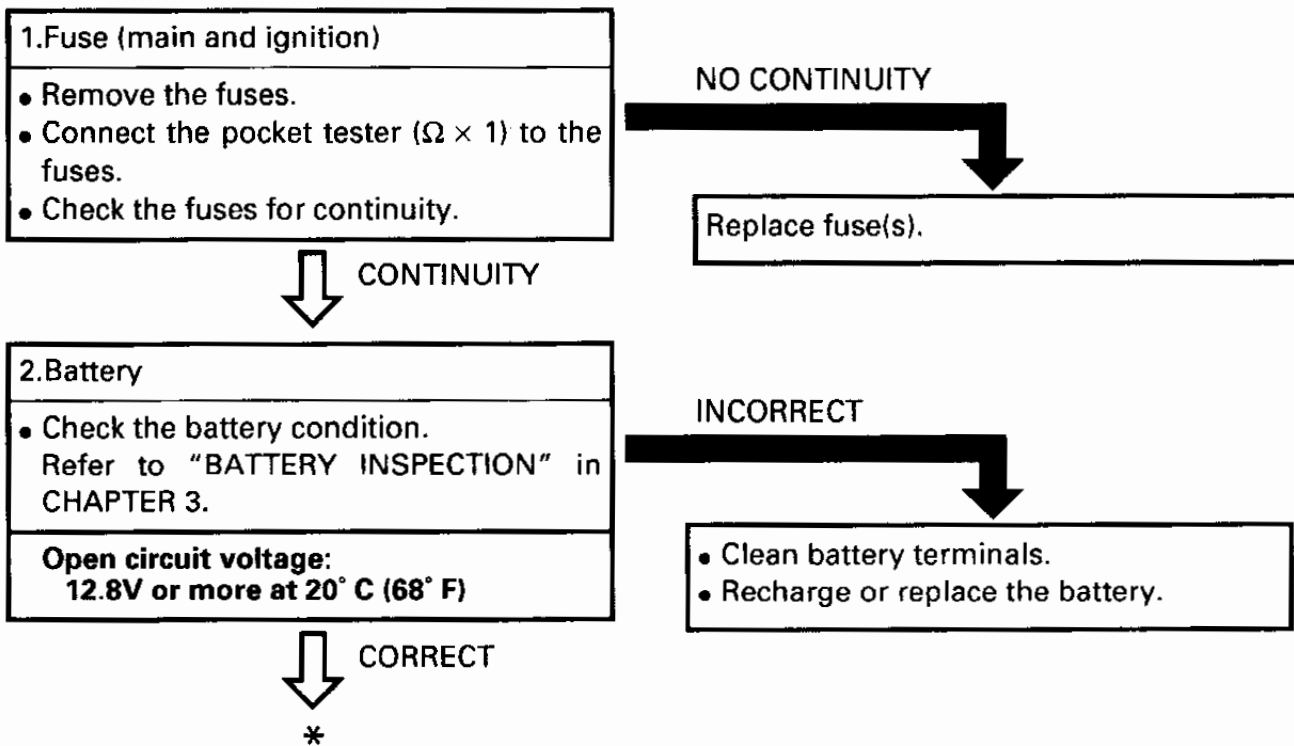 1.Fuse (main and ignition)
• Remove the fuses.
• Connect the pocket tester (Ω × 1) to the
fuses.
• Check the fuses for continuity.
NO CONTINUITY
Replace fuse(s).
CONTINUITY
2.Battery
• Check the battery condition.
Refer to "BATTERY INSPECTION" in
CHAPTER 3.
Open circuit voltage:
12.8V or more at 20° C (68° F)
INCORRECT
• Clean battery terminals.
• Recharge or replace the battery.
CORRECT
*